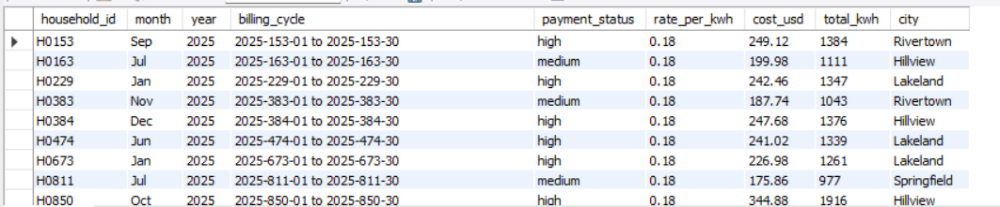 household_id month year billing_cycle payment_status rate_per_kwh cost_usd total_kwh city
H0153 Sep 2025 2025-153-01 to 2025-153-30 high 0.18 249.12 1384 Rivertown
H0163 Jul 2025 2025-163-01 to 2025-163-30 medium 0.18 199.98 1111 Hillview
H0229 Jan 2025 2025-229-01 to 2025-229-30 high 0.18 242.46 1347 Lakeland
H0383 Nov 2025 2025-383-01 to 2025-383-30 medium 0.18 187.74 1043 Rivertown
H0384 Dec 2025 2025-384-01 to 2025-384-30 high 0.18 247.68 1376 Hillview
H0474 Jun 2025 2025-474-01 to 2025-474-30 high 0.18 241.02 1339 Lakeland
H0673 Jan 2025 2025-673-01 to 2025-673-30 high 0.18 226.98 1261 Lakeland
H0811 Jul 2025 2025-811-01 to 2025-811-30 medium 0.18 175.86 977 Springfield
H0850 Oct 2025 2025-850-01 to 2025-850-30 high 0.18 344.88 1916 Hillview